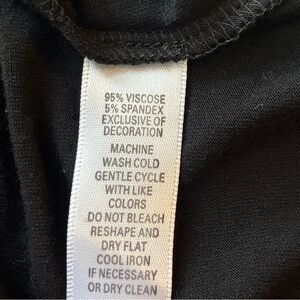 95% VISCOSE
5% SPANDEX
EXCLUSIVE OF
DECORATION
MACHINE
WASH COLD
GENTLE CYCLE
WITH LIKE
COLORS
DO NOT BLEACH
RESHAPE AND
DRY FLAT
COOL IRON
IF NECESSARY
OR DRY CLEAN